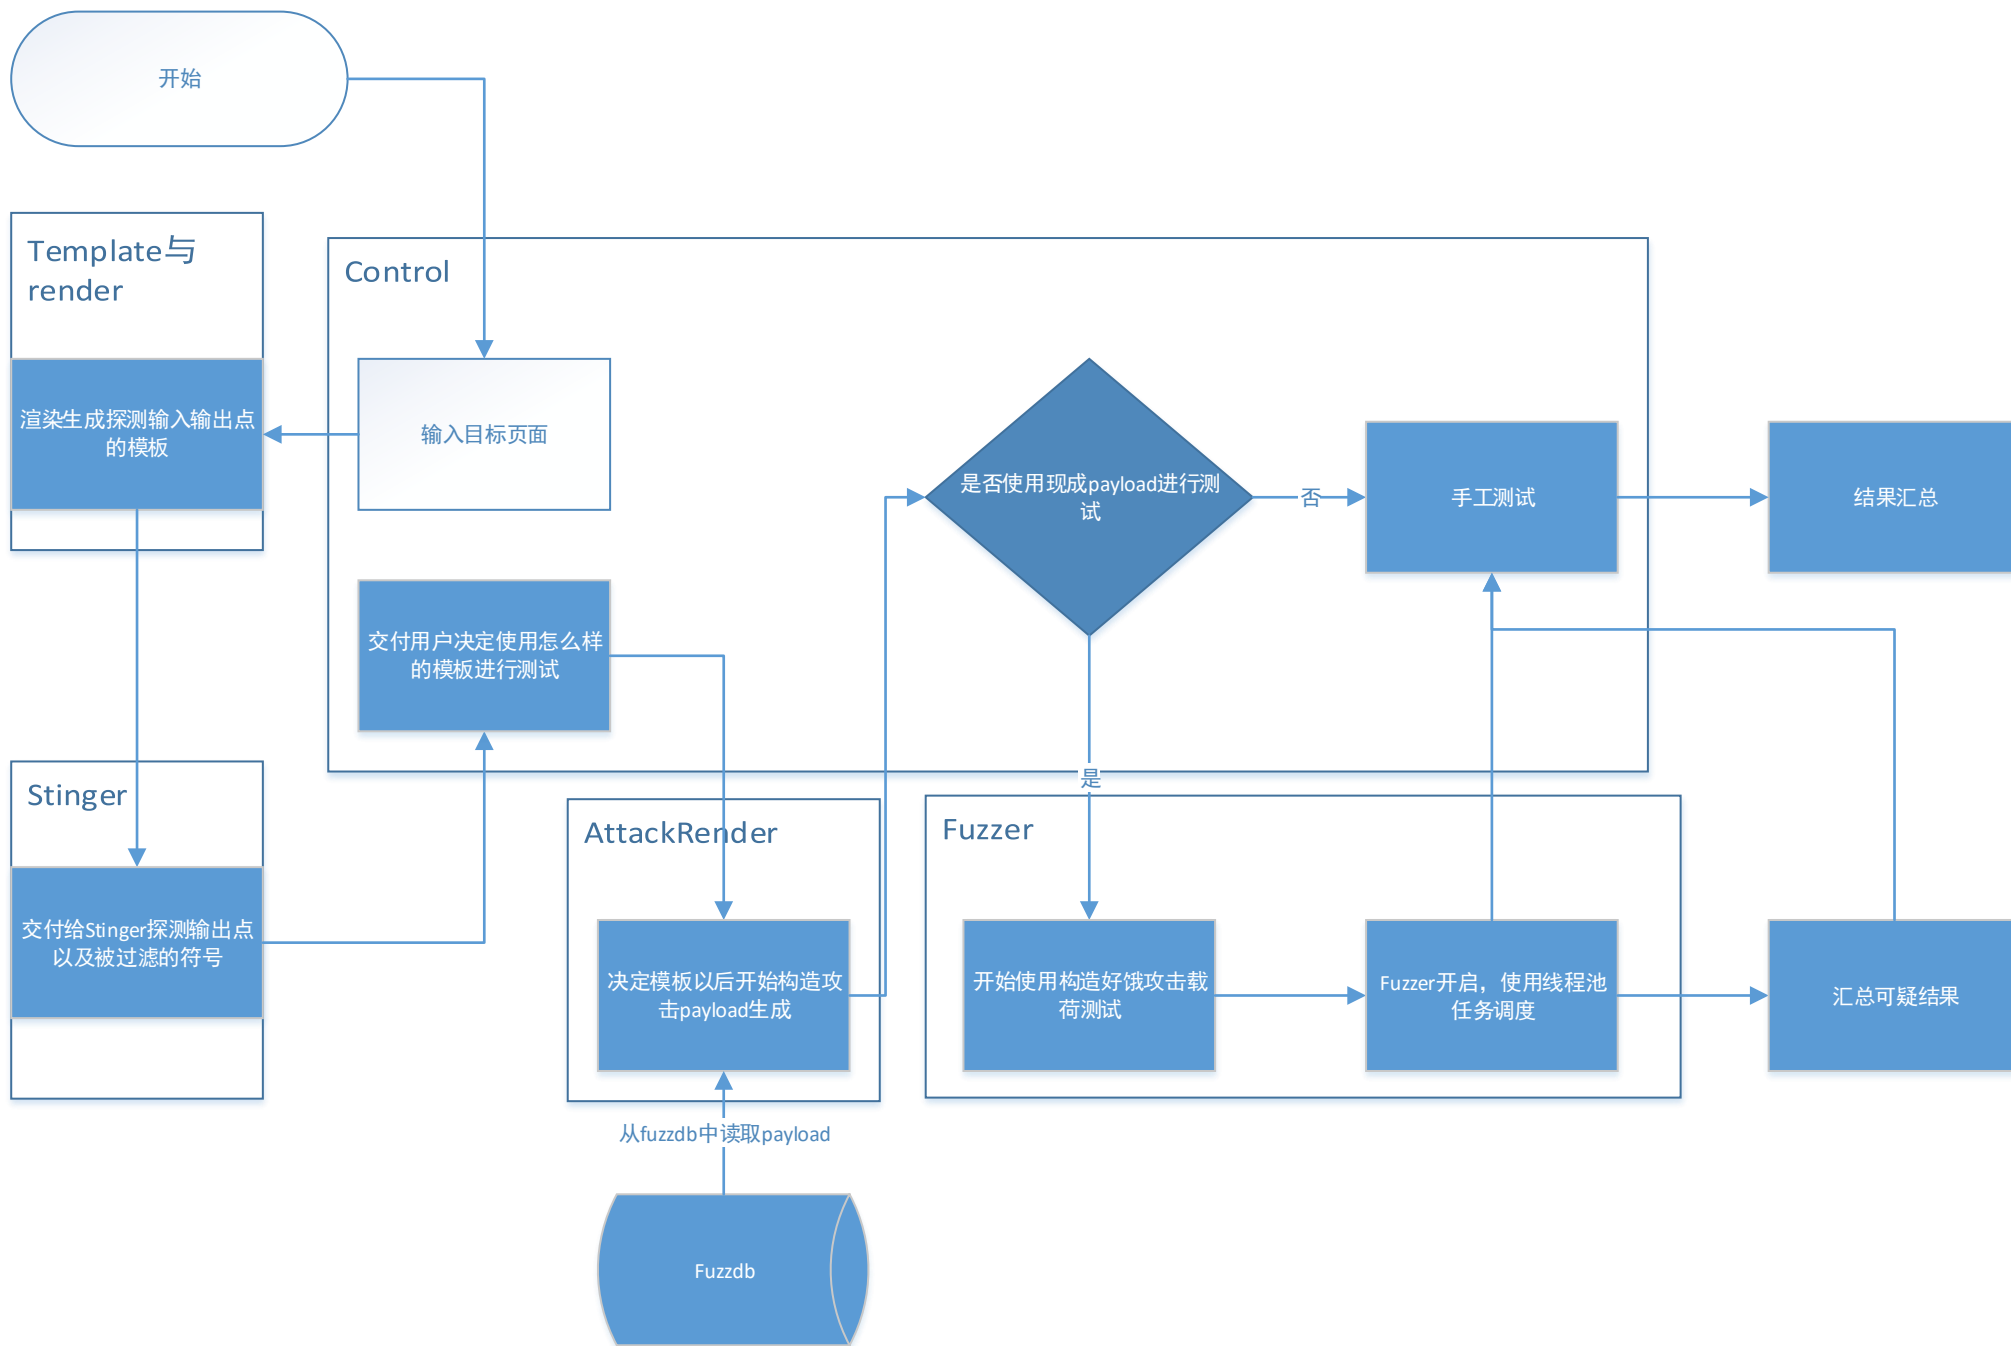 开始
Template与
render
Control
渲染生成探测输入输出点
的模板
输入目标页面
是否使用现成payload进行测
试
否
手工测试
结果汇总
交付用户决定使用怎么样
的模板进行测试
是
Stinger
AttackRender
Fuzzer
交付给Stinger探测输出点
以及被过滤的符号
决定模板以后开始构造攻
击payload生成
开始使用构造好饿攻击载
荷测试
Fuzzer开启，使用线程池
任务调度
汇总可疑结果
从fuzzdb中读取payload
Fuzzdb